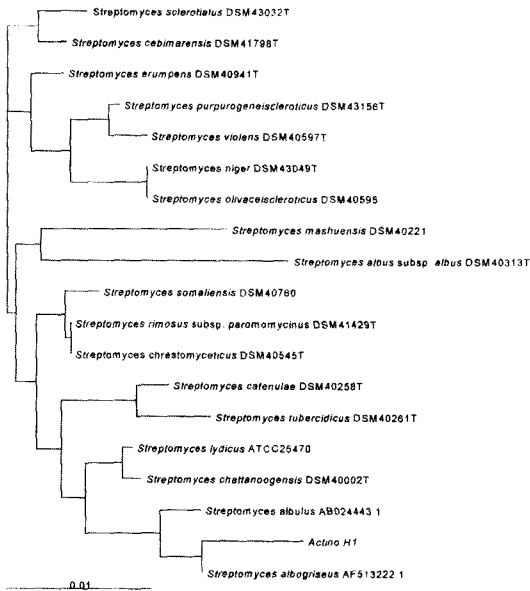 Streptomyces sclerotialus DSM43032T
Streptomyces cebimarensis DSM41798T
Streptomyces erumpens DSM40941T
Streptomyces purpurogeneiscleroticus DSM43156T
Streptomyces violens DSM40597T
Streptomyces niger DSM43049T
Streptomyces olivaceiscleroticus DSM40595
Streptomyces mashuensis DSM40221
Streptomyces albus subsp. albus DSM40313T
Streptomyces somaliensis DSM40760
Streptomyces rimosus subsp. paromomycinus DSM41429T
Streptomyces chrestomyceticus DSM40545T
Streptomyces catenulae DSM40258T
Streptomyces tubercidicus DSM40261T
Streptomyces lydicus ATCC25470
Streptomyces chattanoogensis DSM40002T
Streptomyces albulus AB024443.1
Actino H1
Streptomyces albogriseus AF513222.1
0.01